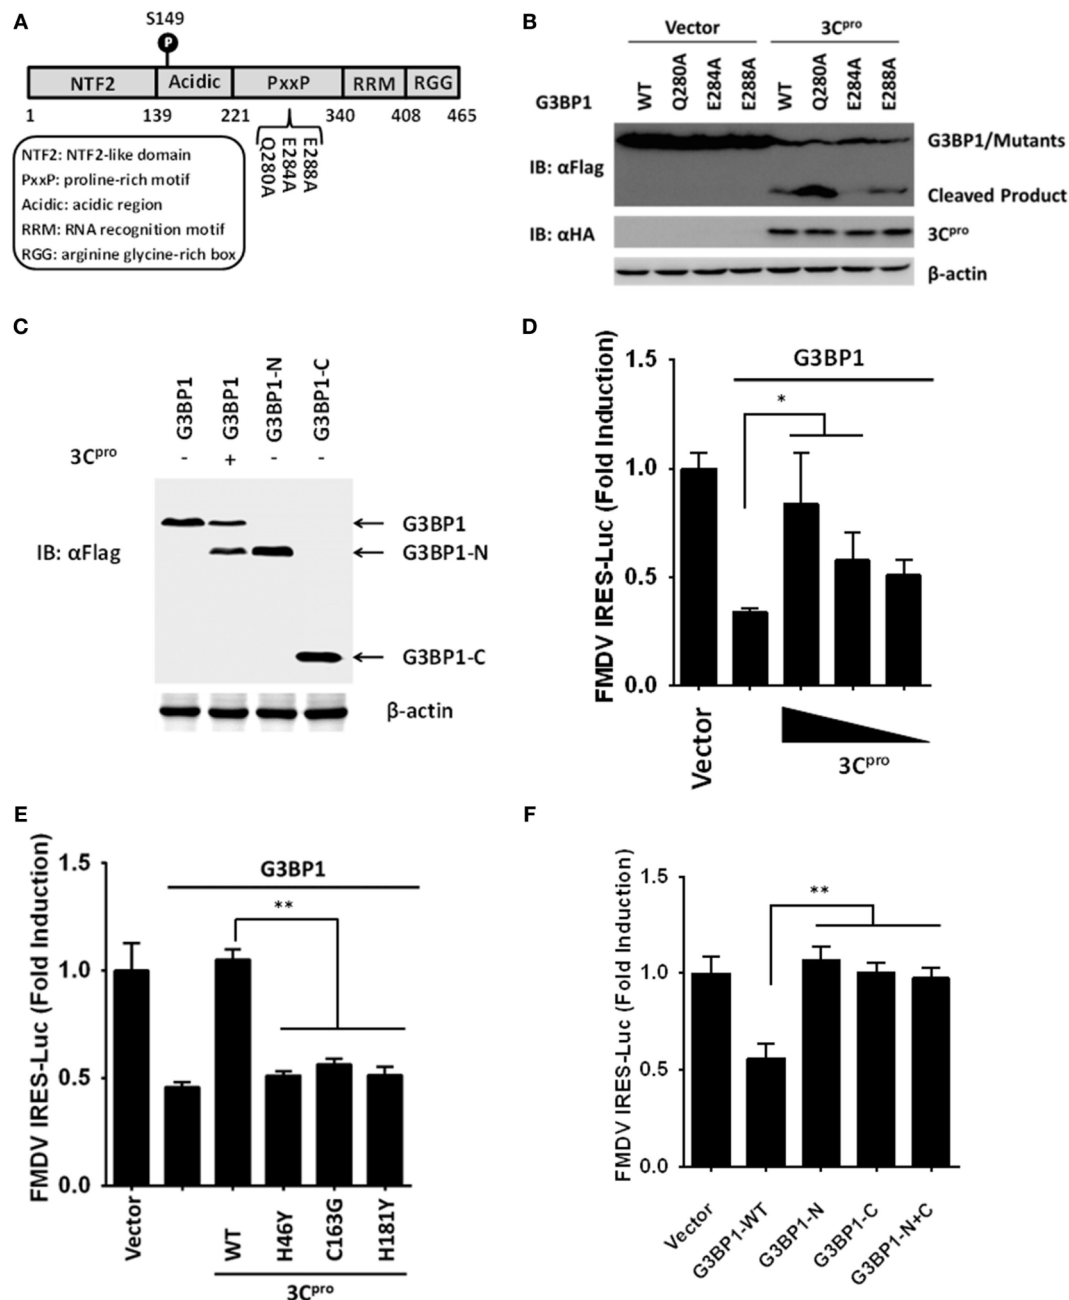 A
S149
P
NTF2 Acidic PxxP RRM RGG
1 139 221 340 408 465
Q280A
E284A
E288A
NTF2: NTF2-like domain
PxxP: proline-rich motif
Acidic: acidic region
RRM: RNA recognition motif
RGG: arginine glycine-rich box
B
Vector 3Cpro
G3BP1 WT Q280A E284A E288A WT Q280A E284A E288A
IB: αFlag
G3BP1/Mutants
Cleaved Product
IB: αHA 3Cpro
β-actin
C
G3BP1 G3BP1 G3BP1-N G3BP1-C
3Cpro - + - -
IB: αFlag
G3BP1
G3BP1-N
G3BP1-C
β-actin
D
FMDV IRES-Luc (Fold Induction)
1.5
1.0
0.5
0.0
G3BP1
*
Vector
3Cpro
E
FMDV IRES-Luc (Fold Induction)
1.5
1.0
0.5
0.0
G3BP1
**
Vector - WT H46Y C163G H181Y
3Cpro
F
FMDV IRES-Luc (Fold Induction)
1.5
1.0
0.5
0.0
**
Vector G3BP1-WT G3BP1-N G3BP1-C G3BP1-N+C